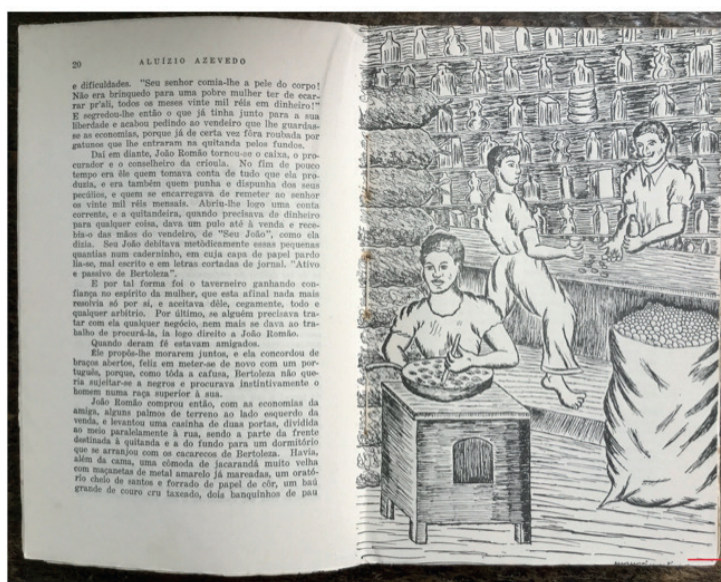 20
ALUÍZIO AZEVEDO
e dificuldades. "Seu senhor comia-lhe a pele do corpo!
Não era brinquedo para uma pobre mulher ter de ecar-
rar pr'ali, todos os meses vinte mil réis em dinheiro!"
E segredou-lhe então o que já tinha junto para a sua
liberdade e acabou pedindo ao vendeiro que lhe guardas-
se as economias, porque já de certa vez fôra roubada por
gatunos que lhe entraram na quitanda pelos fundos.
Daí em diante, João Romão tornou-se o caixa, o pro-
curador e o conselheiro da crioula. No fim de pouco
tempo era êle quem tomava conta de tudo que ela pro-
duzia, e era também quem punha e dispunha dos seus
pecúlios, e quem se encarregava de remeter ao senhor
os vinte mil réis mensais. Abriu-lhe logo uma conta
corrente, e a quitandeira, quando precisava de dinheiro
para qualquer coisa, dava um pulo até à venda e rece-
bia-o das mãos do vendeiro, de "Seu João", como ela
dizia. Seu João debitava metòdicamente essas pequenas
quantias num caderninho, em cuja capa de papel pardo
lia-se, mal escrito e em letras cortadas de jornal. "Ativo
e passivo de Bertoleza".
E por tal forma foi o taverneiro ganhando con-
fiança no espírito da mulher, que esta afinal nada mais
resolvia só por si, e aceitava dêle, cegamente, todo e
qualquer arbítrio. Por último, se alguém precisava tra-
tar com ela qualquer negócio, nem mais se dava ao tra-
balho de procurá-la, ia logo direito a João Romão.
Quando deram fé estavam amigados.
Ele propôs-lhe morarem juntos, e ela concordou de
braços abertos, feliz em meter-se de novo com um por-
tuguês, porque, como tôda a cafusa, Bertoleza não que-
ria sujeitar-se a negros e procurava instintivamente o
homem numa raça superior à sua.
João Romão comprou então, com as economias da
amiga, alguns palmos de terreno ao lado esquerdo da
venda, e levantou uma casinha de duas portas, dividida
ao meio paralelamente à rua, sendo a parte da frente
destinada à quitanda e a do fundo para um dormitório
que se arranjou com os cacarecos de Bertoleza. Havia,
além da cama, uma cômoda de jacarandá muito velha
com maçanetas de metal amarelo já mareadas, um orató-
rio cheio de santos e forrado de papel de côr, um baú
grande de couro cru taxeado, dois banquinhos de pau